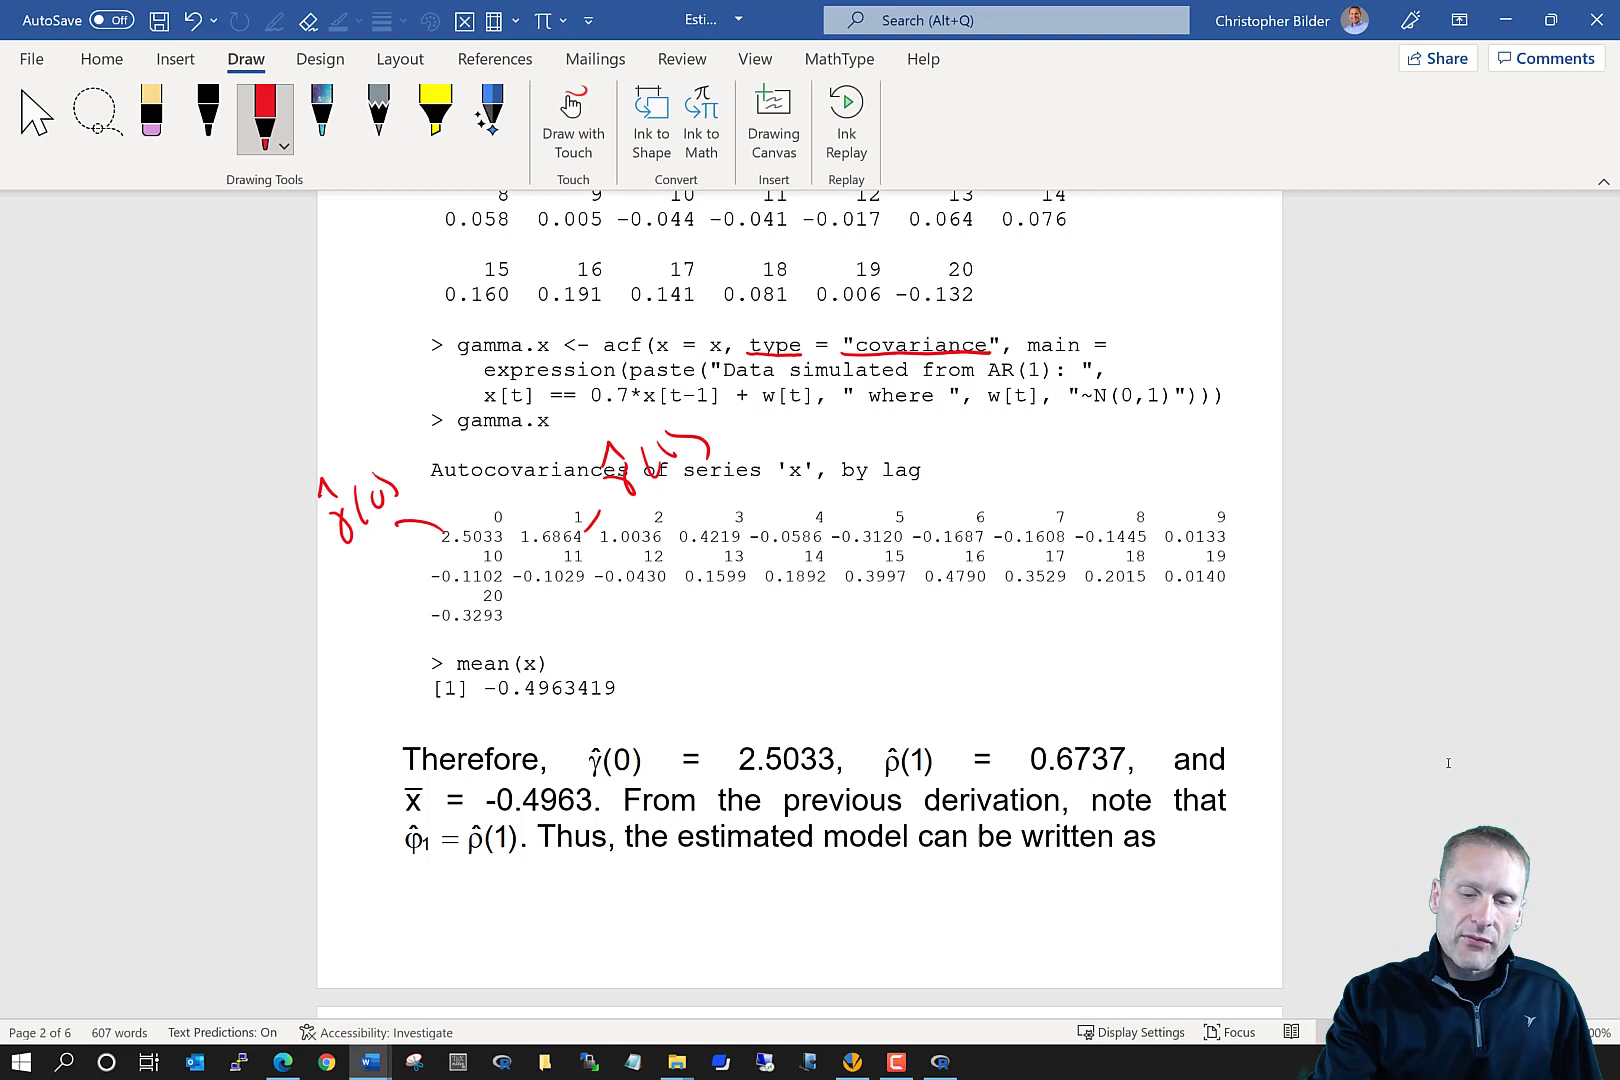 AutoSave Off Esti... Search (Alt+Q) Christopher Bilder
File Home Insert Draw Design Layout References Mailings Review View MathType Help Share Comments
Draw with Touch Ink to Shape Ink to Math Drawing Canvas Ink Replay
Drawing Tools Touch Convert Insert Replay
8 9 10 11 12 13 14
0.058 0.005 -0.044 -0.041 -0.017 0.064 0.076
15 16 17 18 19 20
0.160 0.191 0.141 0.081 0.006 -0.132
> gamma.x <- acf(x = x, type = "covariance", main =
expression(paste("Data simulated from AR(1): ",
x[t] == 0.7*x[t-1] + w[t], " where ", w[t], "~N(0,1)")))
> gamma.x
γ̂(1)
Autocovariances of series 'x', by lag
γ̂(0)
0 1 2 3 4 5 6 7 8 9
2.5033 1.6864 1.0036 0.4219 -0.0586 -0.3120 -0.1687 -0.1608 -0.1445 0.0133
10 11 12 13 14 15 16 17 18 19
-0.1102 -0.1029 -0.0430 0.1599 0.1892 0.3997 0.4790 0.3529 0.2015 0.0140
20
-0.3293
> mean(x)
[1] -0.4963419
Therefore, γ̂(0) = 2.5033, ρ̂(1) = 0.6737, and
x̅ = -0.4963. From the previous derivation, note that
φ̂₁ = ρ̂(1). Thus, the estimated model can be written as
Page 2 of 6 607 words Text Predictions: On Accessibility: Investigate Display Settings Focus